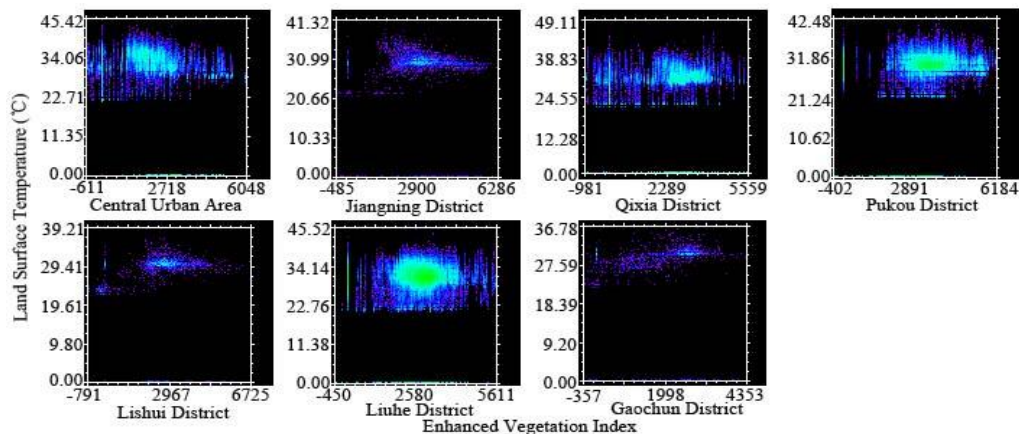 45.42
34.06
22.71
11.35
0.00
-611 2718 6048
Central Urban Area
41.32
30.99
20.66
10.33
0.00
-485 2900 6286
Jiangning District
49.11
38.83
24.55
12.28
0.00
-981 2289 5559
Qixia District
42.48
31.86
21.24
10.62
0.00
-402 2891 6184
Pukou District
Land Surface Temperature (℃)
39.21
29.41
19.61
9.80
0.00
-791 2967 6725
Lishui District
45.52
34.14
22.76
11.38
0.00
-450 2580 5611
Liuhe District
36.78
27.59
18.39
9.20
0.00
-357 1998 4353
Gaochun District
Enhanced Vegetation Index